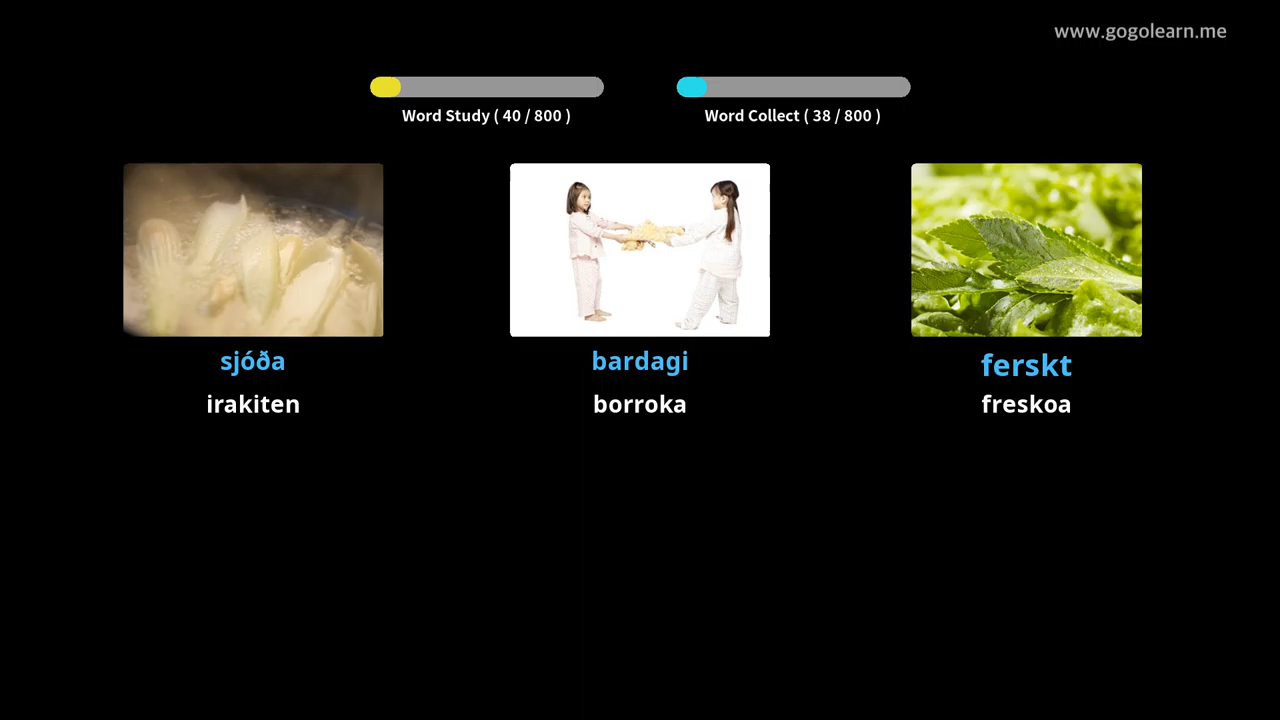 www.gogolearn.me
Word Study ( 40 / 800 )
Word Collect ( 38 / 800 )
sjóða
bardagi
ferskt
irakiten
borroka
freskoa